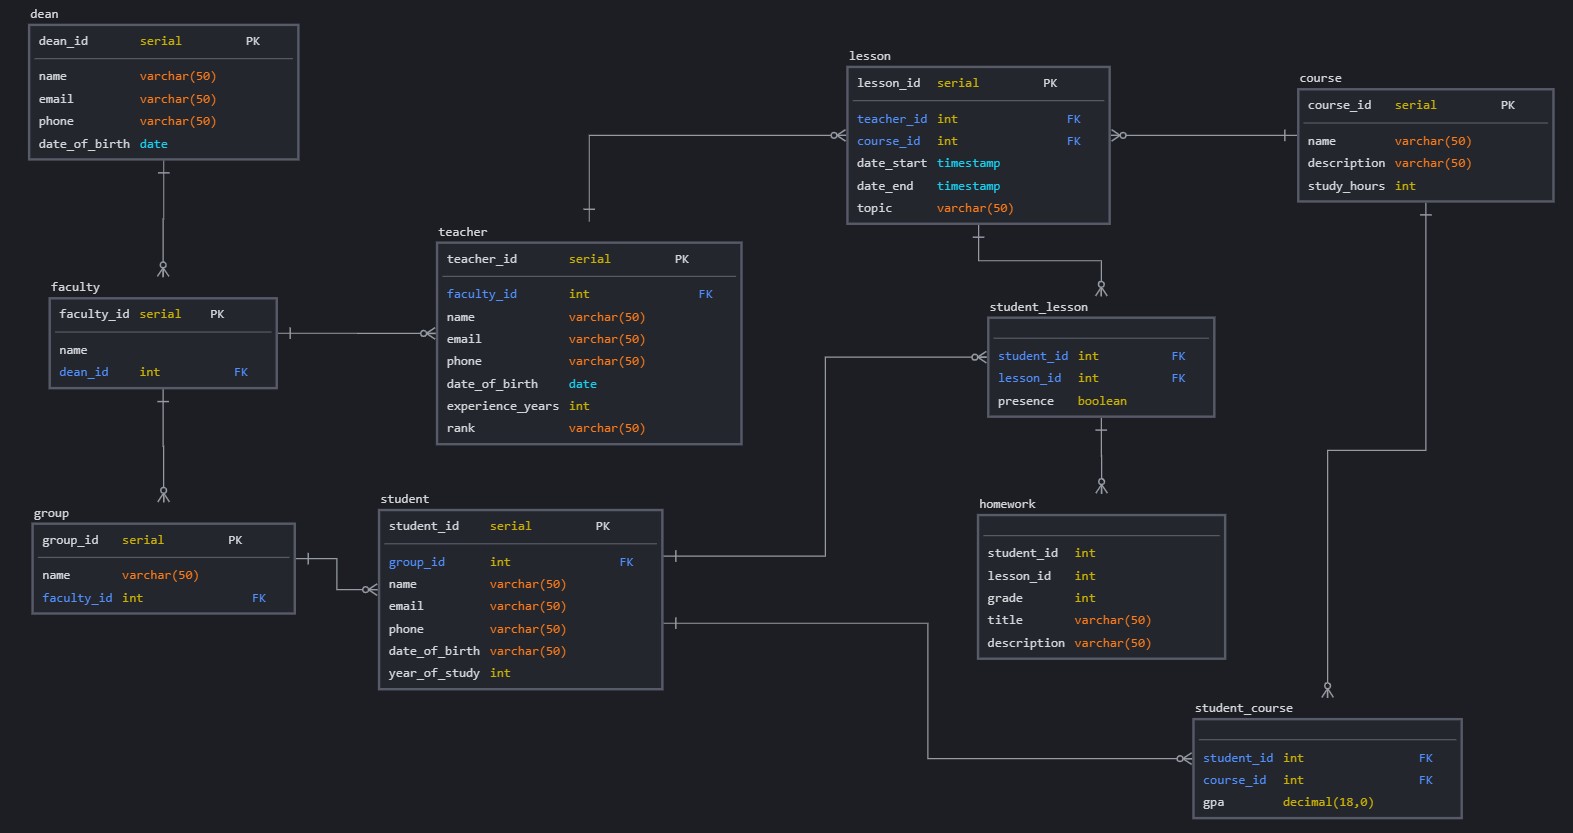 dean
dean_id serial PK
name varchar(50)
email varchar(50)
phone varchar(50)
date_of_birth date
faculty
faculty_id serial PK
name
dean_id int FK
group
group_id serial PK
name varchar(50)
faculty_id int FK
teacher
teacher_id serial PK
faculty_id int FK
name varchar(50)
email varchar(50)
phone varchar(50)
date_of_birth date
experience_years int
rank varchar(50)
student
student_id serial PK
group_id int FK
name varchar(50)
email varchar(50)
phone varchar(50)
date_of_birth varchar(50)
year_of_study int
lesson
lesson_id serial PK
teacher_id int FK
course_id int FK
date_start timestamp
date_end timestamp
topic varchar(50)
course
course_id serial PK
name varchar(50)
description varchar(50)
study_hours int
student_lesson
student_id int FK
lesson_id int FK
presence boolean
homework
student_id int
lesson_id int
grade int
title varchar(50)
description varchar(50)
student_course
student_id int FK
course_id int FK
gpa decimal(18,0)